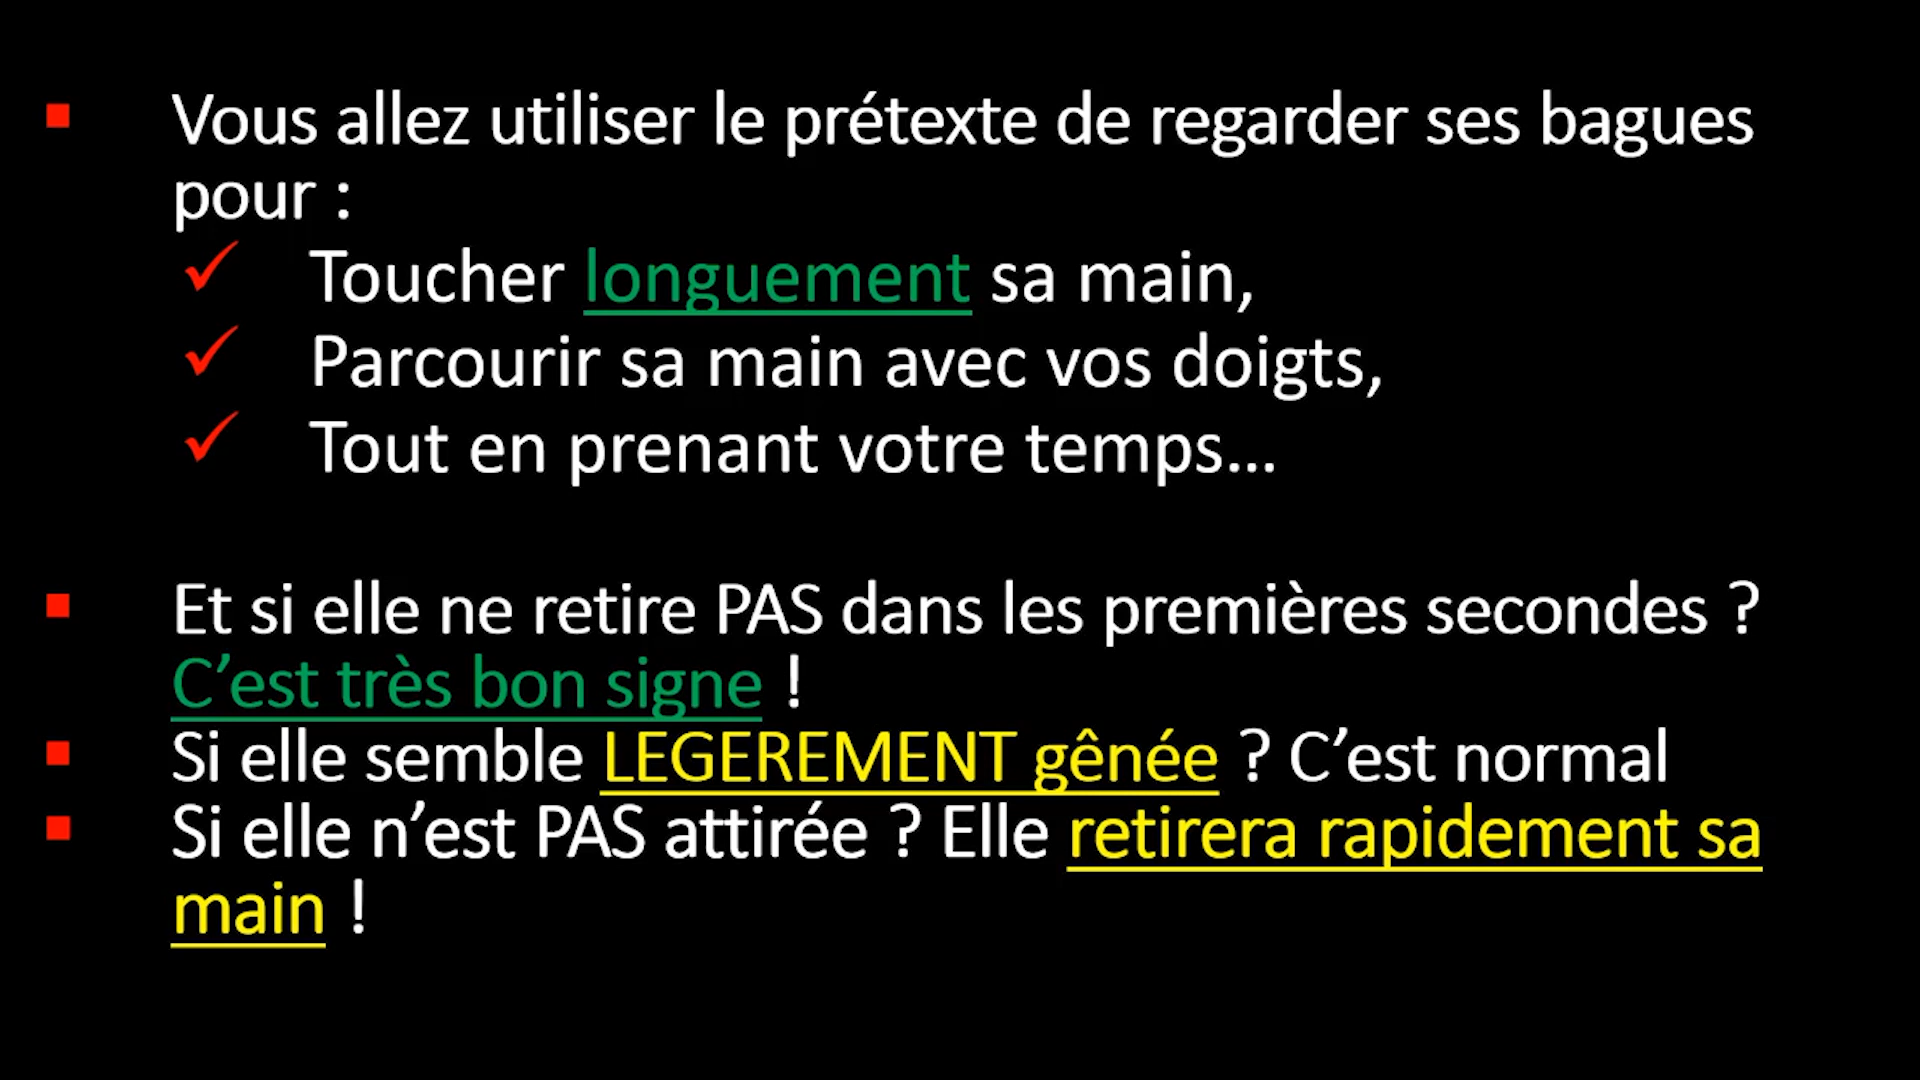 Vous allez utiliser le prétexte de regarder ses bagues
pour :
Toucher longuement sa main,
Parcourir sa main avec vos doigts,
Tout en prenant votre temps...
Et si elle ne retire PAS dans les premières secondes ?
C’est très bon signe !
Si elle semble LEGEREMENT gênée ? C’est normal
Si elle n’est PAS attirée ? Elle retirera rapidement sa
main !